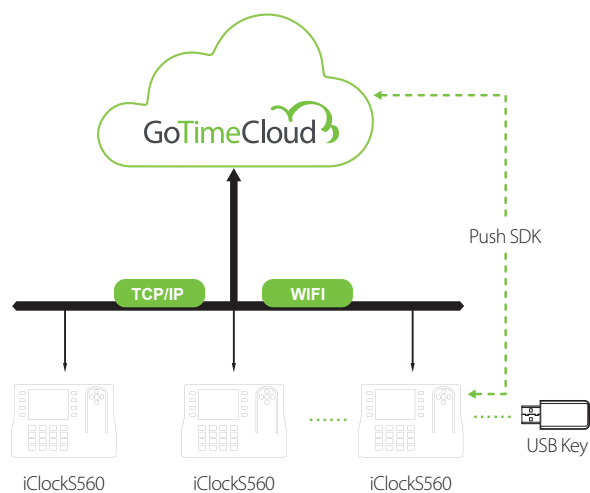 GoTimeCloud
Push SDK
TCP/IP
WIFI
USB Key
iClockS560
iClockS560
iClockS560